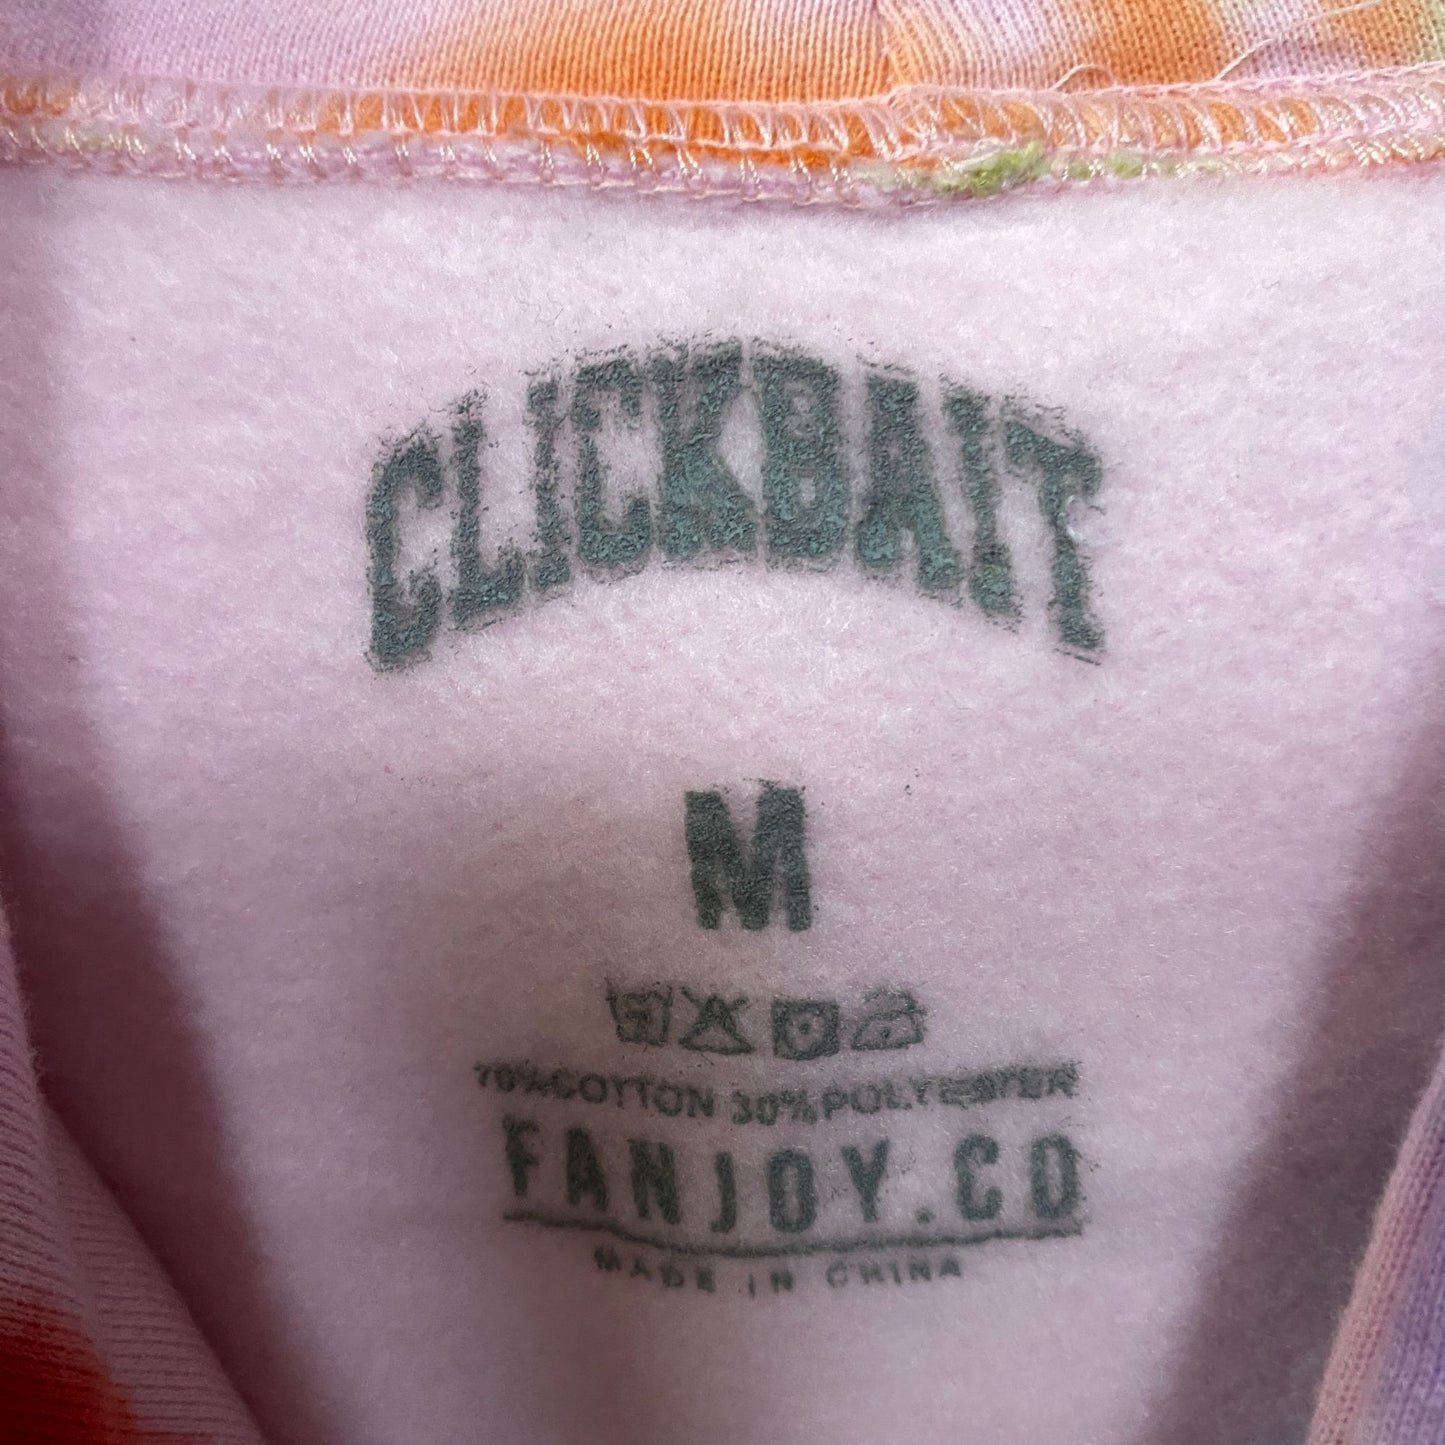 CLICKBAIT
M
70% COTTON 30% POLYESTER
FANJOY.CO
MADE IN CHINA